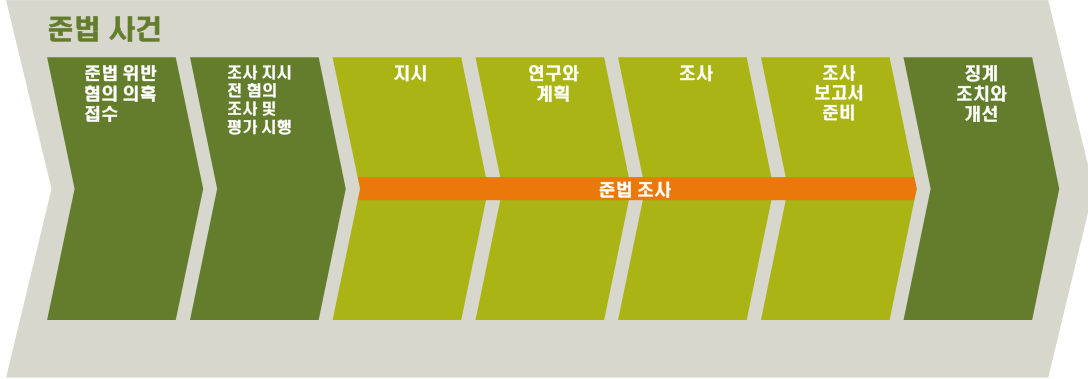 준법 사건
준법 위반
혐의 의혹
접수
조사 지시
전 혐의
조사 및
평가 시행
지시
연구와
계획
조사
조사
보고서
준비
징계
조치와
개선
준법 조사